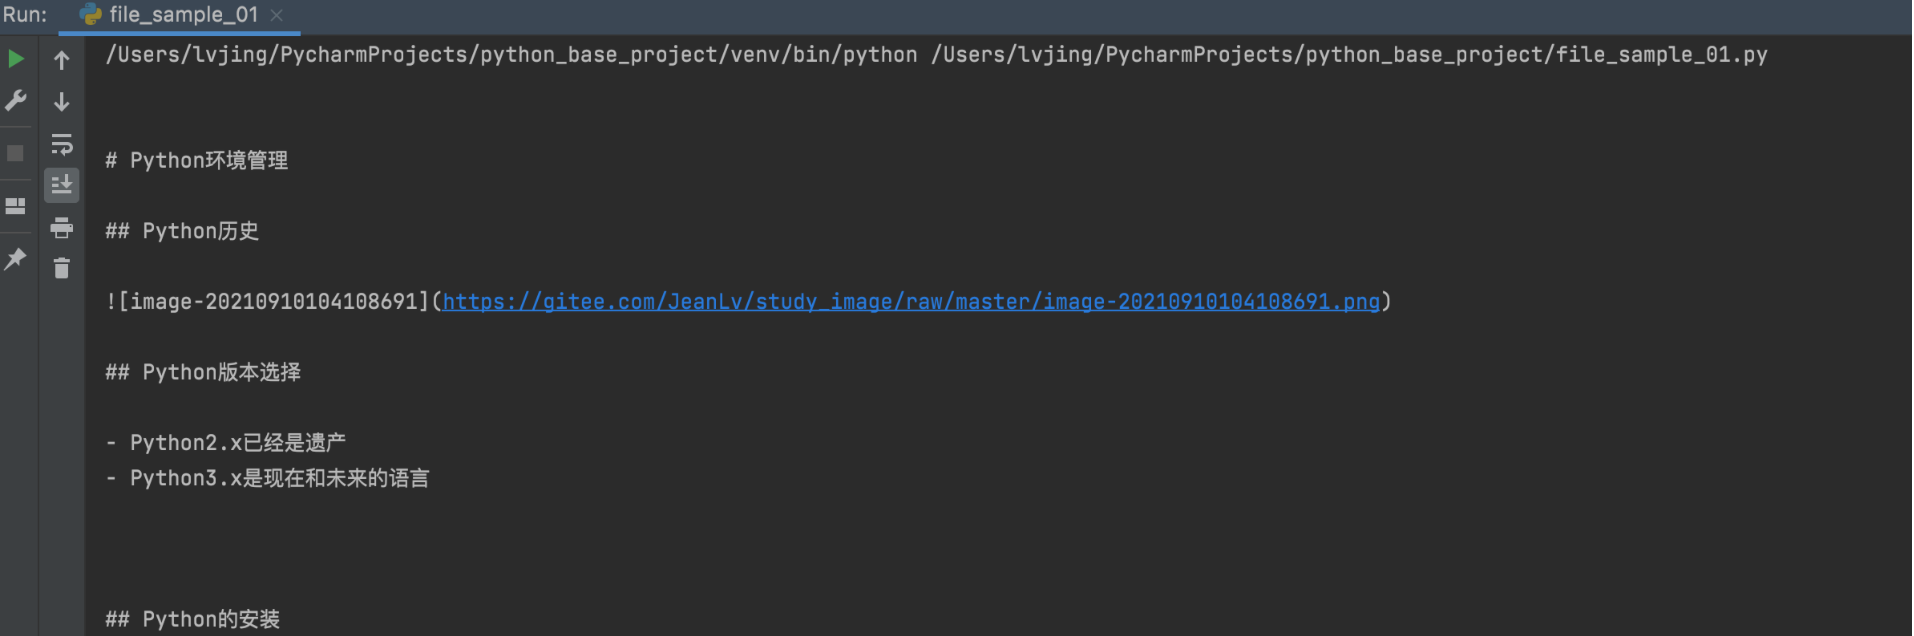 Run: file_sample_01
/Users/lvjing/PycharmProjects/python_base_project/venv/bin/python /Users/lvjing/PycharmProjects/python_base_project/file_sample_01.py
# Python环境管理
## Python历史
![image-20210910104108691](https://gitee.com/JeanLv/study_image/raw/master/image-20210910104108691.png)
## Python版本选择
- Python2.x已经是遗产
- Python3.x是现在和未来的语言
## Python的安装